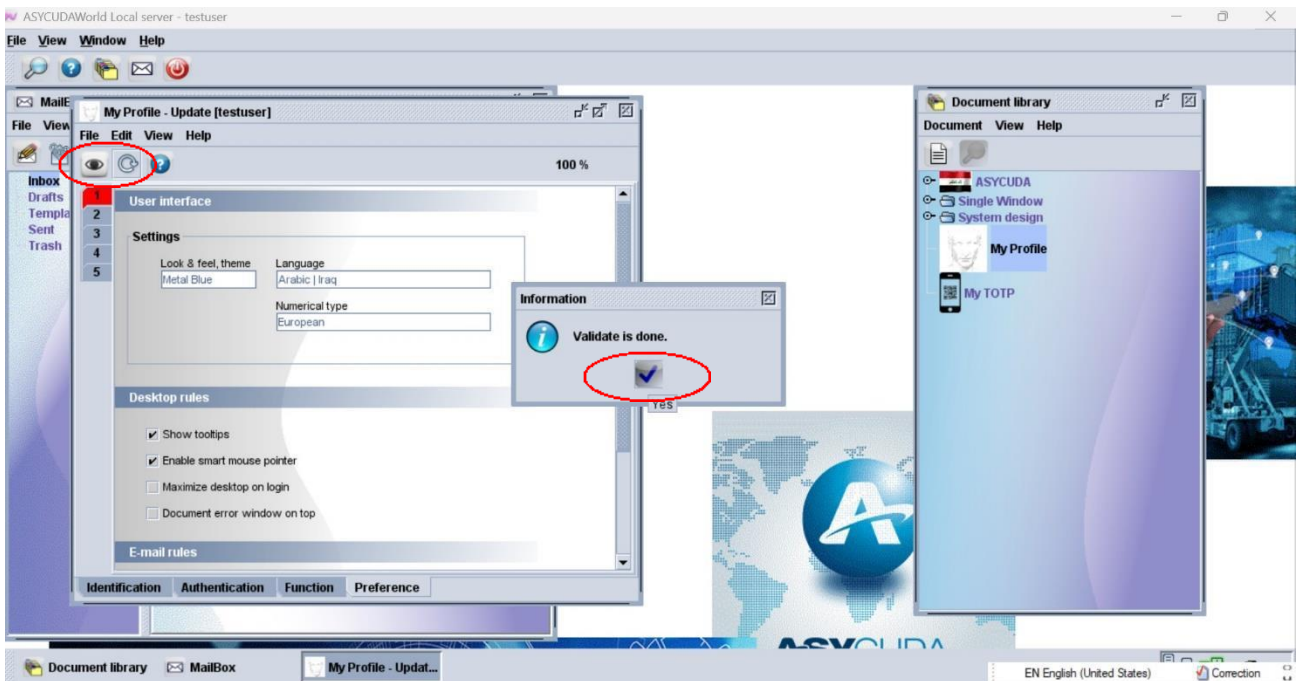 ASYCUDAWorld Local server - testuser
File View Window Help
MailB
File View
Inbox
Drafts
Templa
Sent
Trash
My Profile - Update [testuser]
File Edit View Help
100 %
1
2
3
4
5
User interface
Settings
Look & feel, theme
Language
Metal Blue
Arabic | Iraq
Numerical type
European
Desktop rules
Show tooltips
Enable smart mouse pointer
Maximize desktop on login
Document error window on top
E-mail rules
Identification Authentication Function Preference
Information
Validate is done.
Yes
Document library
Document View Help
ASYCUDA
Single Window
System design
My Profile
My TOTP
ASYCUDA
Document library MailBox My Profile - Updat...
EN English (United States) Correction